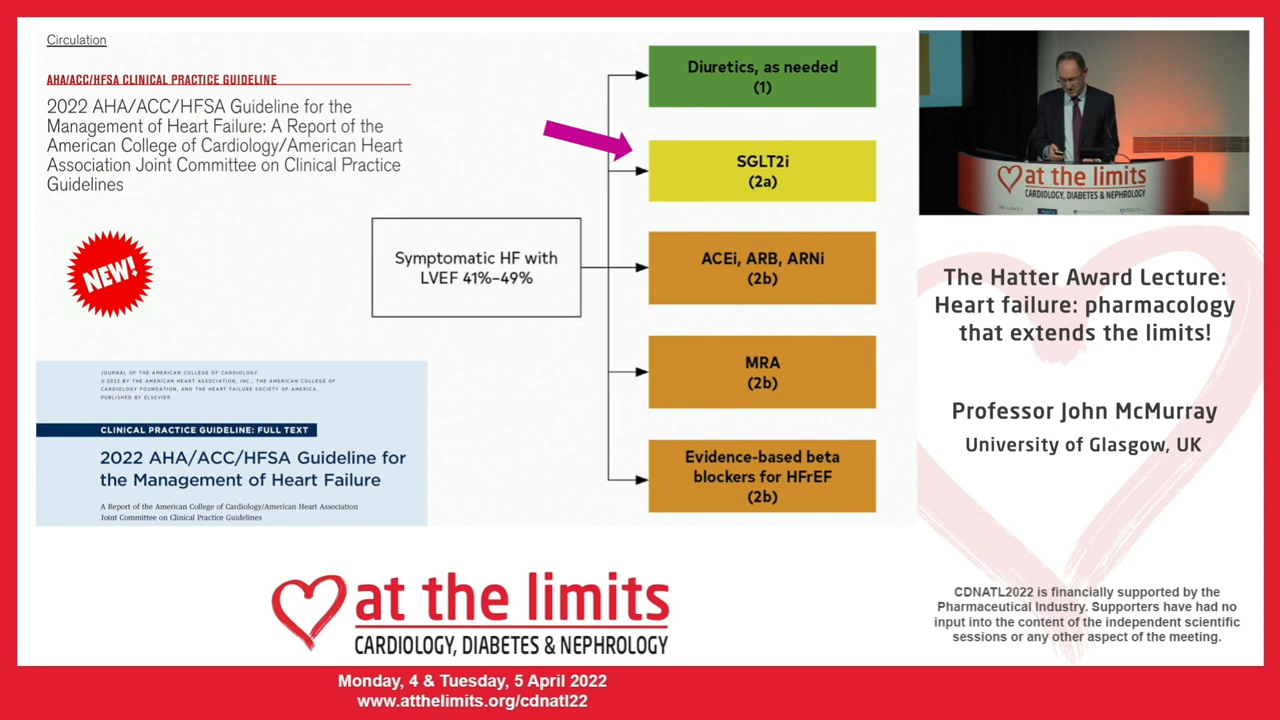 Circulation
AHA/ACC/HFSA CLINICAL PRACTICE GUIDELINE
2022 AHA/ACC/HFSA Guideline for the
Management of Heart Failure: A Report of the
American College of Cardiology/American Heart
Association Joint Committee on Clinical Practice
Guidelines
NEW!
JOURNAL OF THE AMERICAN COLLEGE OF CARDIOLOGY
© 2022 BY THE AMERICAN HEART ASSOCIATION, INC., THE AMERICAN COLLEGE OF
CARDIOLOGY FOUNDATION, AND THE HEART FAILURE SOCIETY OF AMERICA.
PUBLISHED BY ELSEVIER
CLINICAL PRACTICE GUIDELINE: FULL TEXT
2022 AHA/ACC/HFSA Guideline for
the Management of Heart Failure
A Report of the American College of Cardiology/American Heart Association
Joint Committee on Clinical Practice Guidelines
Symptomatic HF with
LVEF 41%–49%
Diuretics, as needed
(1)
SGLT2i
(2a)
ACEi, ARB, ARNi
(2b)
MRA
(2b)
Evidence-based beta
blockers for HFrEF
(2b)
at the limits
CARDIOLOGY, DIABETES & NEPHROLOGY
The Hatter Award Lecture:
Heart failure: pharmacology
that extends the limits!
Professor John McMurray
University of Glasgow, UK
CDNATL2022 is financially supported by the
Pharmaceutical Industry. Supporters have had no
input into the content of the independent scientific
sessions or any other aspect of the meeting.
at the limits
CARDIOLOGY, DIABETES & NEPHROLOGY
Monday, 4 & Tuesday, 5 April 2022
www.atthelimits.org/cdnatl22